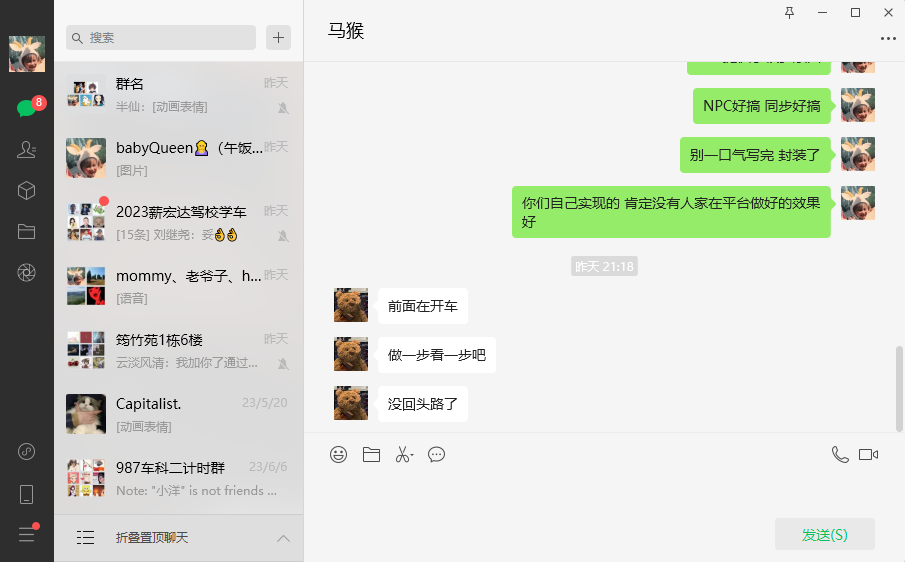 搜索
8
群名
昨天
半仙：[动画表情]
babyQueen🙍‍♀️（午饭...
昨天
[图片]
2023薪宏达驾校学车
昨天
[15条] 刘继尧：妥👌👌
mommy、老爷子、h...
昨天
[语音]
筠竹苑1栋6楼
昨天
云淡风清：我加你了通过...
Capitalist.
23/5/20
[动画表情]
987车科二计时群
23/6/6
Note: "小洋" is not friends ...
折叠置顶聊天
马猴
NPC好搞 同步好搞
别一口气写完 封装了
你们自己实现的 肯定没有人家在平台做好的效果
好
昨天 21:18
前面在开车
做一步看一步吧
没回头路了
发送(S)